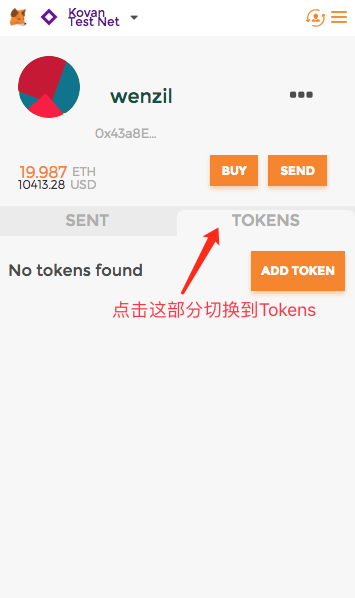 Kovan
Test Net
wenzil
0x43a8E...
19.987 ETH
10413.28 USD
BUY
SEND
SENT
TOKENS
No tokens found
ADD TOKEN
点击这部分切换到Tokens